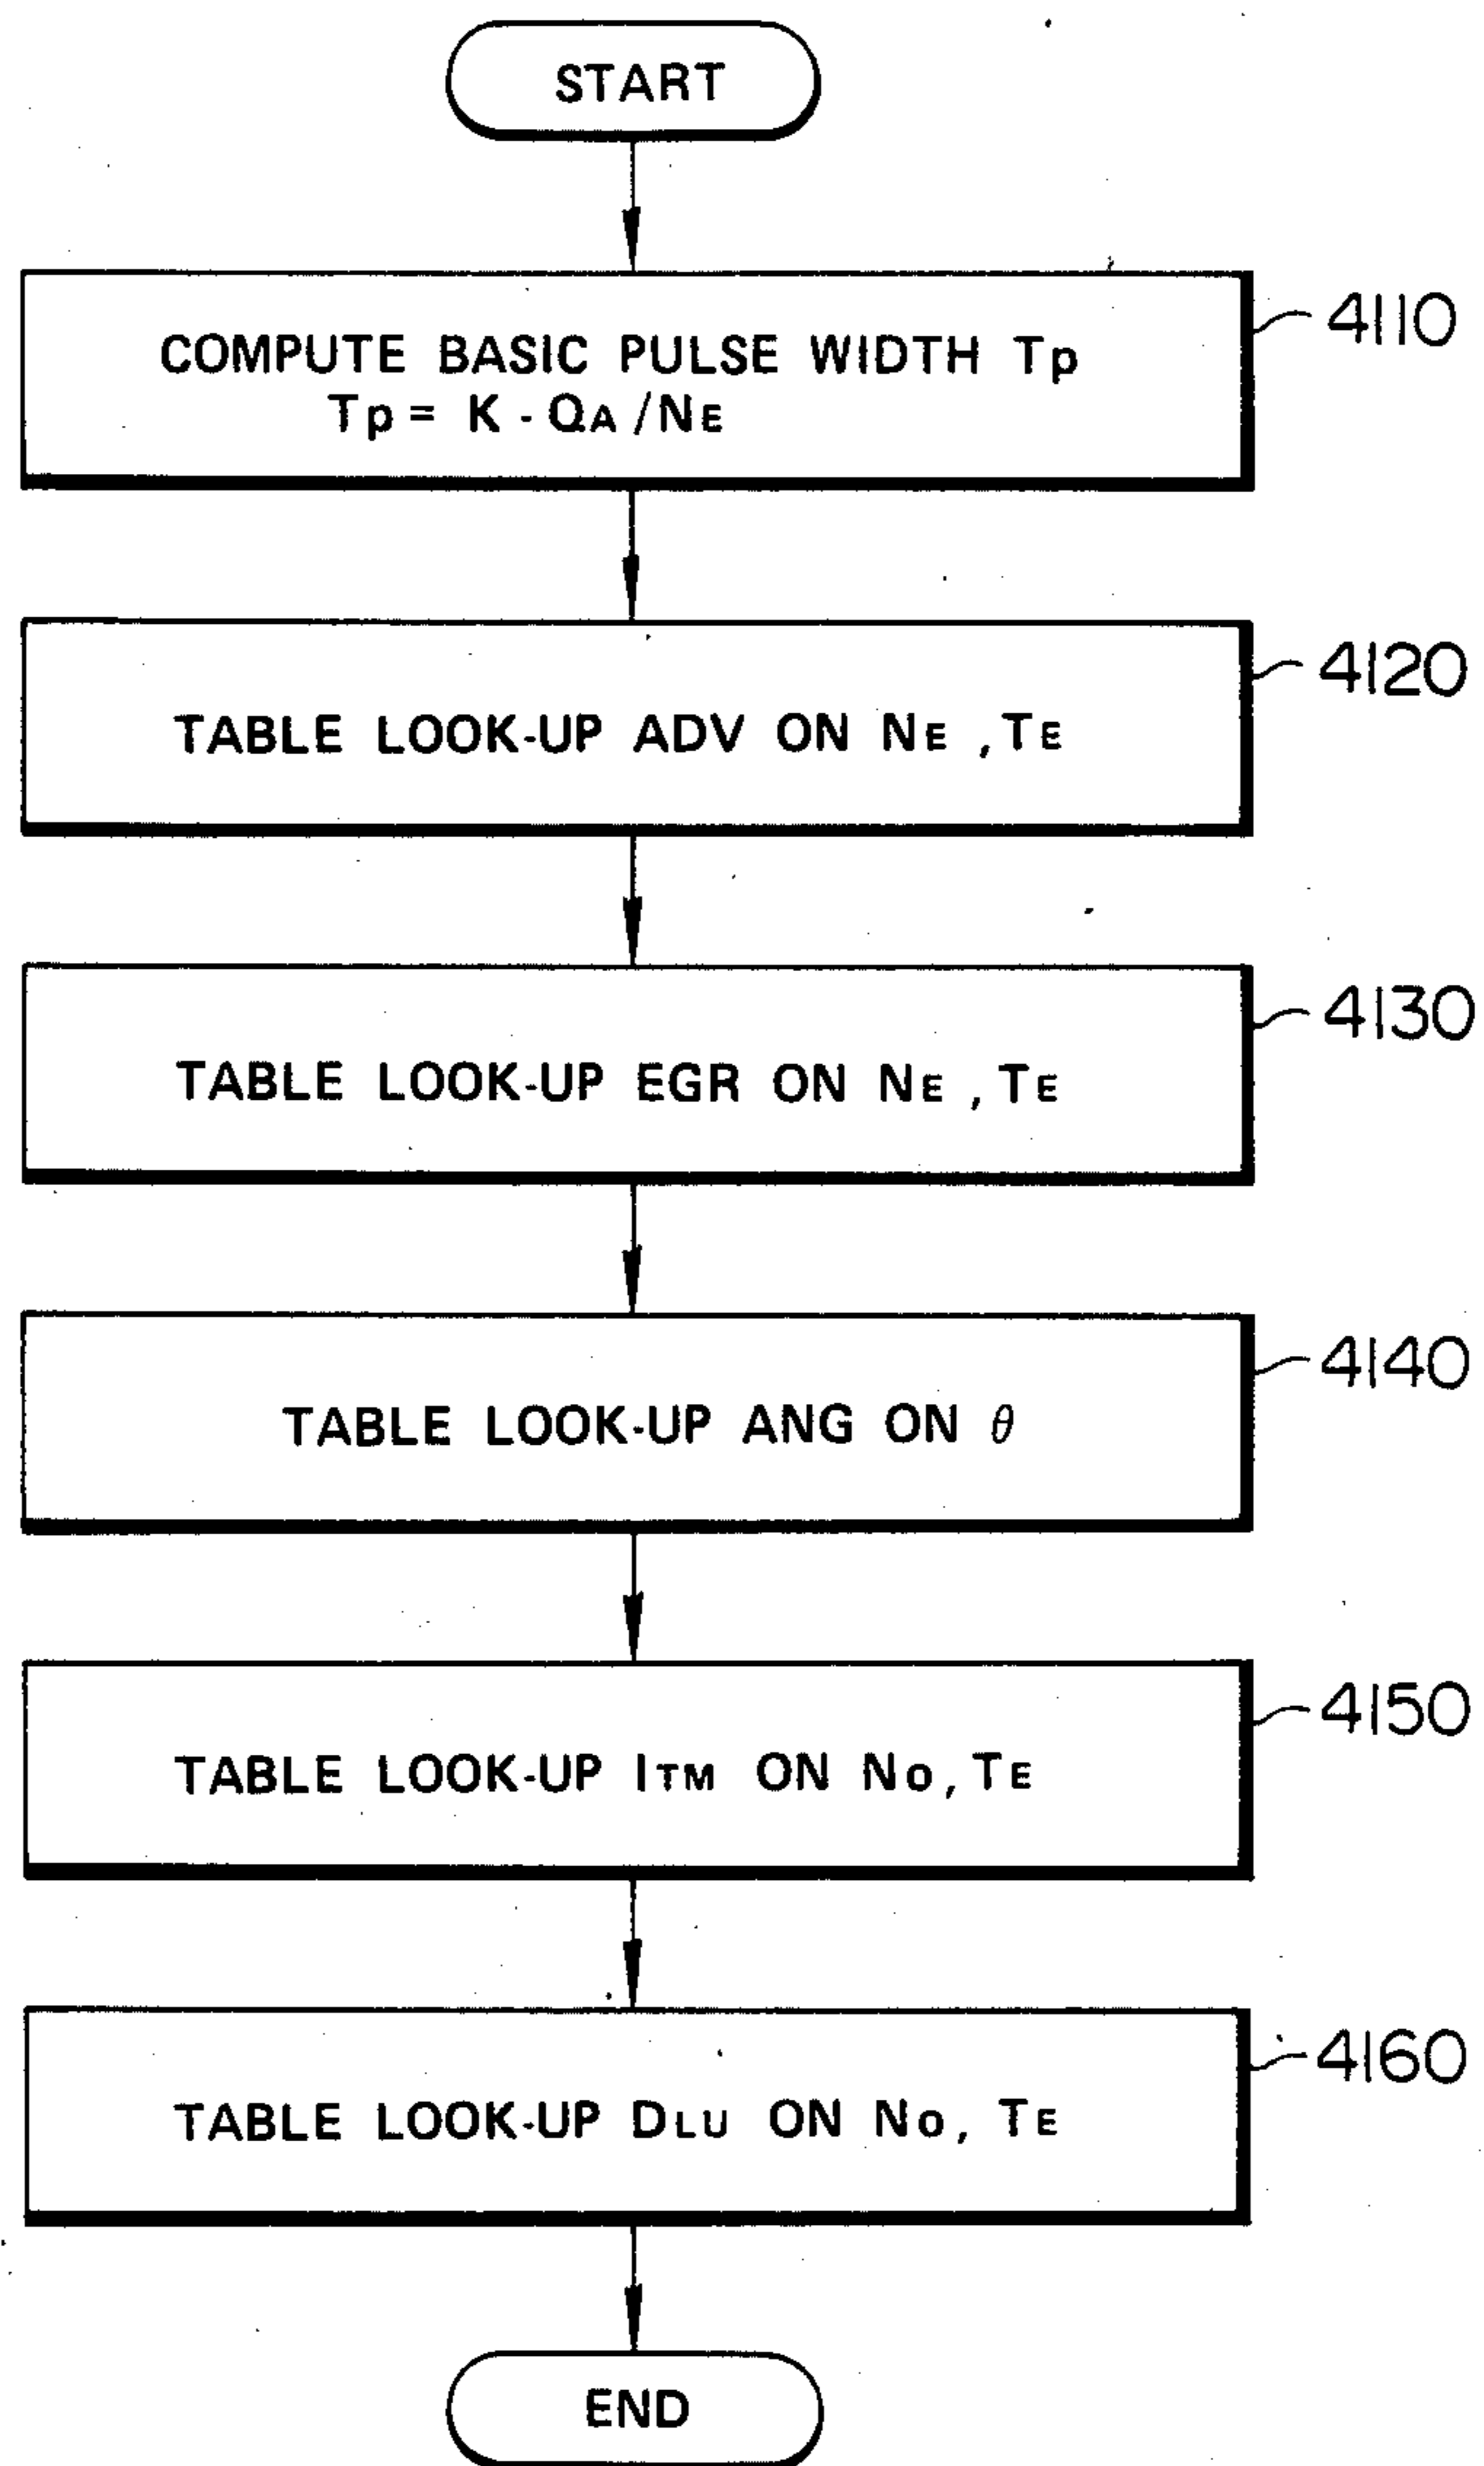 START
COMPUTE BASIC PULSE WIDTH Tp
Tp = K - QA /NE
4110
TABLE LOOK-UP ADV ON NE ,TE
4120
TABLE LOOK-UP EGR ON NE ,TE
4130
TABLE LOOK-UP ANG ON θ
4140
TABLE LOOK-UP ITM ON No,TE
4150
TABLE LOOK-UP DLU ON No, TE
4160
END